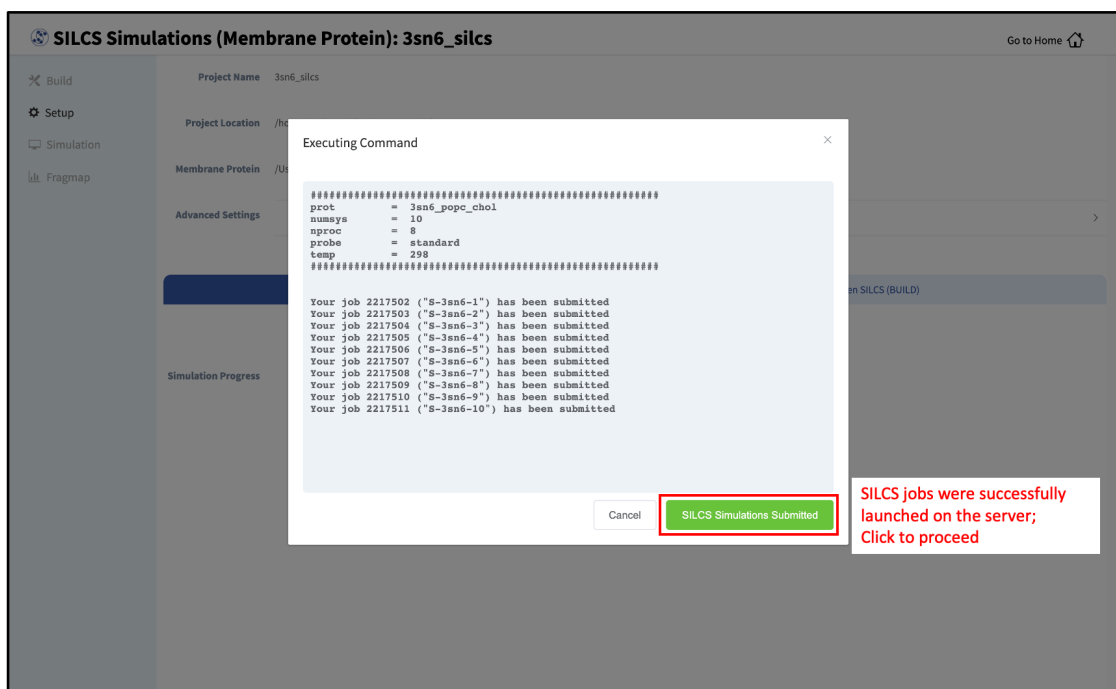 SILCS Simulations (Membrane Protein): 3sn6_silcs
Go to Home
Build
Setup
Simulation
Fragmap
Project Name 3sn6_silcs
Project Location /ho
Membrane Protein /Us
Advanced Settings
en SILCS (BUILD)
Simulation Progress
Executing Command
########################################################
prot = 3sn6_popc_chol
numsys = 10
nproc = 8
probe = standard
temp = 298
########################################################
Your job 2217502 ("S-3sn6-1") has been submitted
Your job 2217503 ("S-3sn6-2") has been submitted
Your job 2217504 ("S-3sn6-3") has been submitted
Your job 2217505 ("S-3sn6-4") has been submitted
Your job 2217506 ("S-3sn6-5") has been submitted
Your job 2217507 ("S-3sn6-6") has been submitted
Your job 2217508 ("S-3sn6-7") has been submitted
Your job 2217509 ("S-3sn6-8") has been submitted
Your job 2217510 ("S-3sn6-9") has been submitted
Your job 2217511 ("S-3sn6-10") has been submitted
Cancel
SILCS Simulations Submitted
SILCS jobs were successfully
launched on the server;
Click to proceed